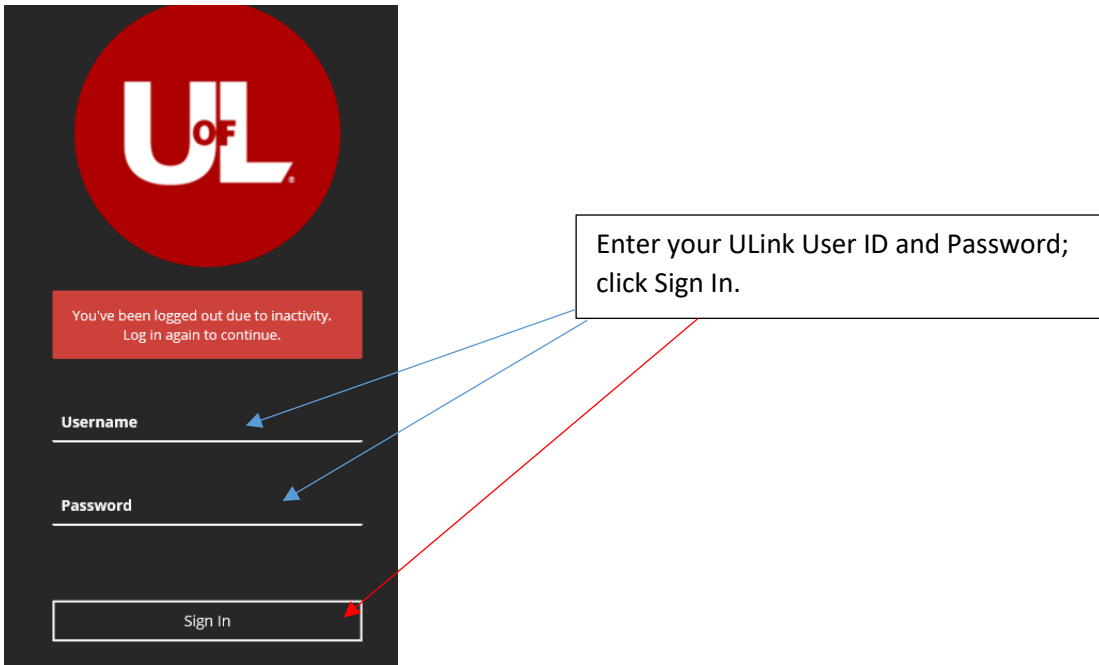 UOFL®
You've been logged out due to inactivity.
Log in again to continue.
Enter your ULink User ID and Password;
click Sign In.
Username
Password
Sign In